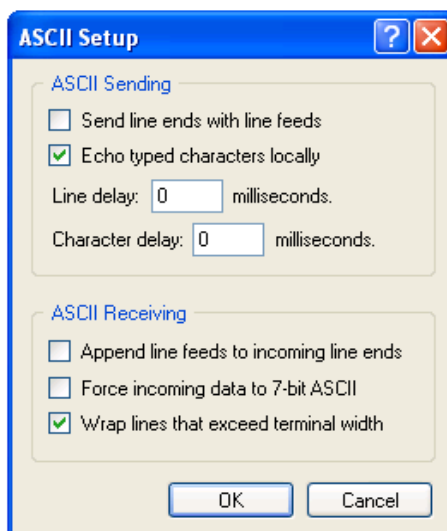 ASCII Setup
ASCII Sending
Send line ends with line feeds
Echo typed characters locally
Line delay: 0 milliseconds.
Character delay: 0 milliseconds.
ASCII Receiving
Append line feeds to incoming line ends
Force incoming data to 7-bit ASCII
Wrap lines that exceed terminal width
OK Cancel